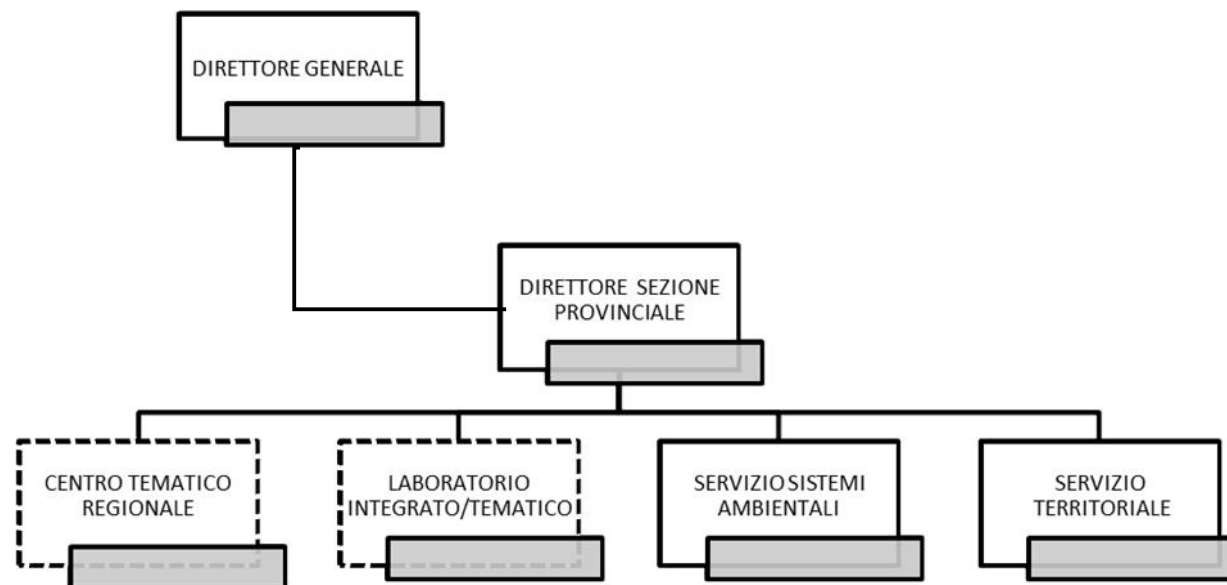 DIRETTORE GENERALE
DIRETTORE SEZIONE
PROVINCIALE
CENTRO TEMATICO
REGIONALE
LABORATORIO
INTEGRATO/TEMATICO
SERVIZIO SISTEMI
AMBIENTALI
SERVIZIO
TERRITORIALE